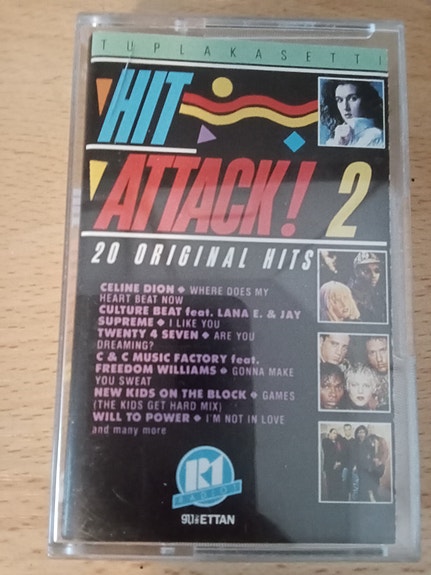 TUPLAKASETTI
HIT
ATTACK! 2
20 ORIGINAL HITS
CELINE DION ◆ WHERE DOES MY
HEART BEAT NOW
CULTURE BEAT feat. LANA E. & JAY
SUPREME ◆ I LIKE YOU
TWENTY 4 SEVEN ◆ ARE YOU
DREAMING?
C & C MUSIC FACTORY feat.
FREEDOM WILLIAMS ◆ GONNA MAKE
YOU SWEAT
NEW KIDS ON THE BLOCK ◆ GAMES
(THE KIDS GET HARD MIX)
WILL TO POWER ◆ I'M NOT IN LOVE
and many more
R1
RADIO 1
ETTAN